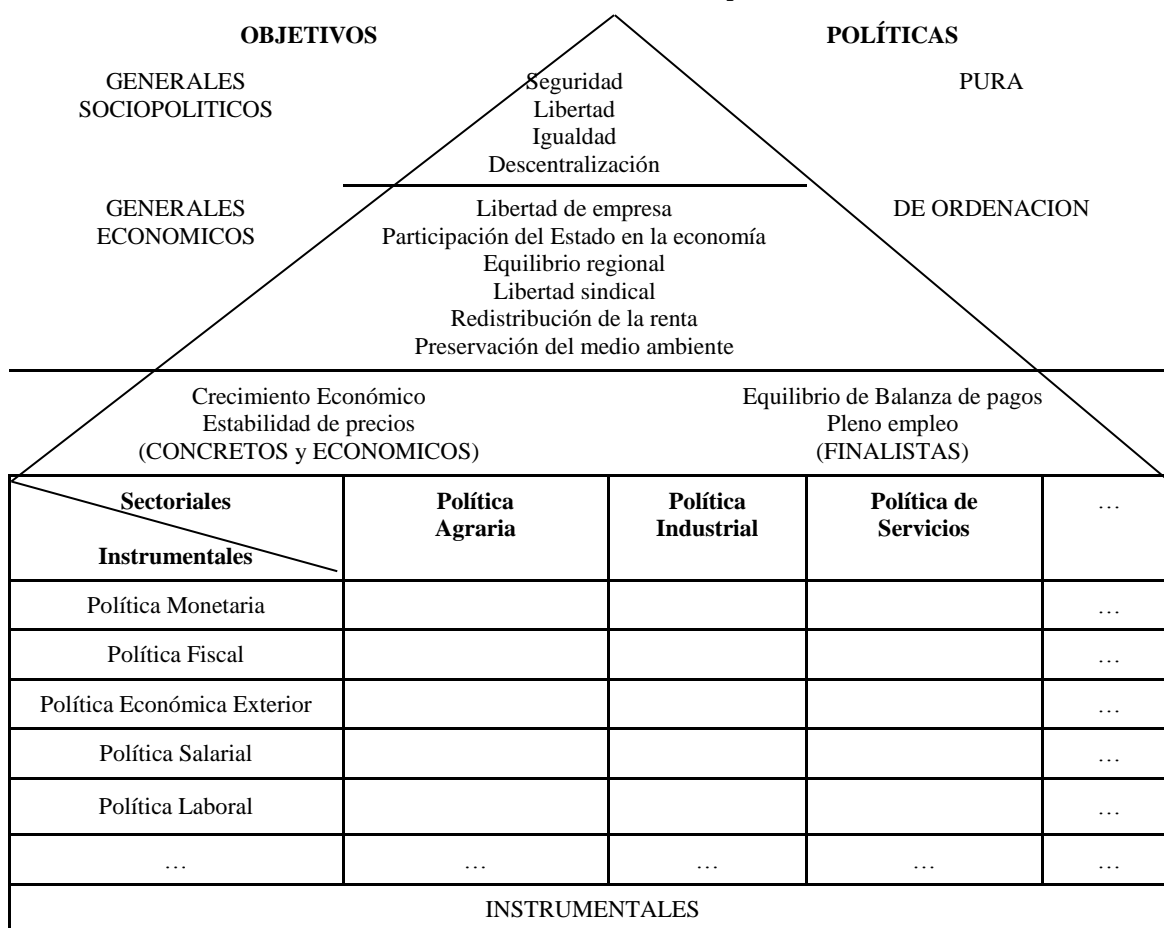 OBJETIVOS POLÍTICAS
GENERALES SOCIOPOLITICOS Seguridad PURA
Libertad
Igualdad
Descentralización
GENERALES ECONOMICOS Libertad de empresa DE ORDENACION
Participación del Estado en la economía
Equilibrio regional
Libertad sindical
Redistribución de la renta
Preservación del medio ambiente
Crecimiento Económico Equilibrio de Balanza de pagos
Estabilidad de precios Pleno empleo
(CONCRETOS y ECONOMICOS) (FINALISTAS)
Sectoriales Política Agraria Política Industrial Política de Servicios …
Instrumentales
Política Monetaria …
Política Fiscal …
Política Económica Exterior …
Política Salarial …
Política Laboral …
… … … … …
INSTRUMENTALES